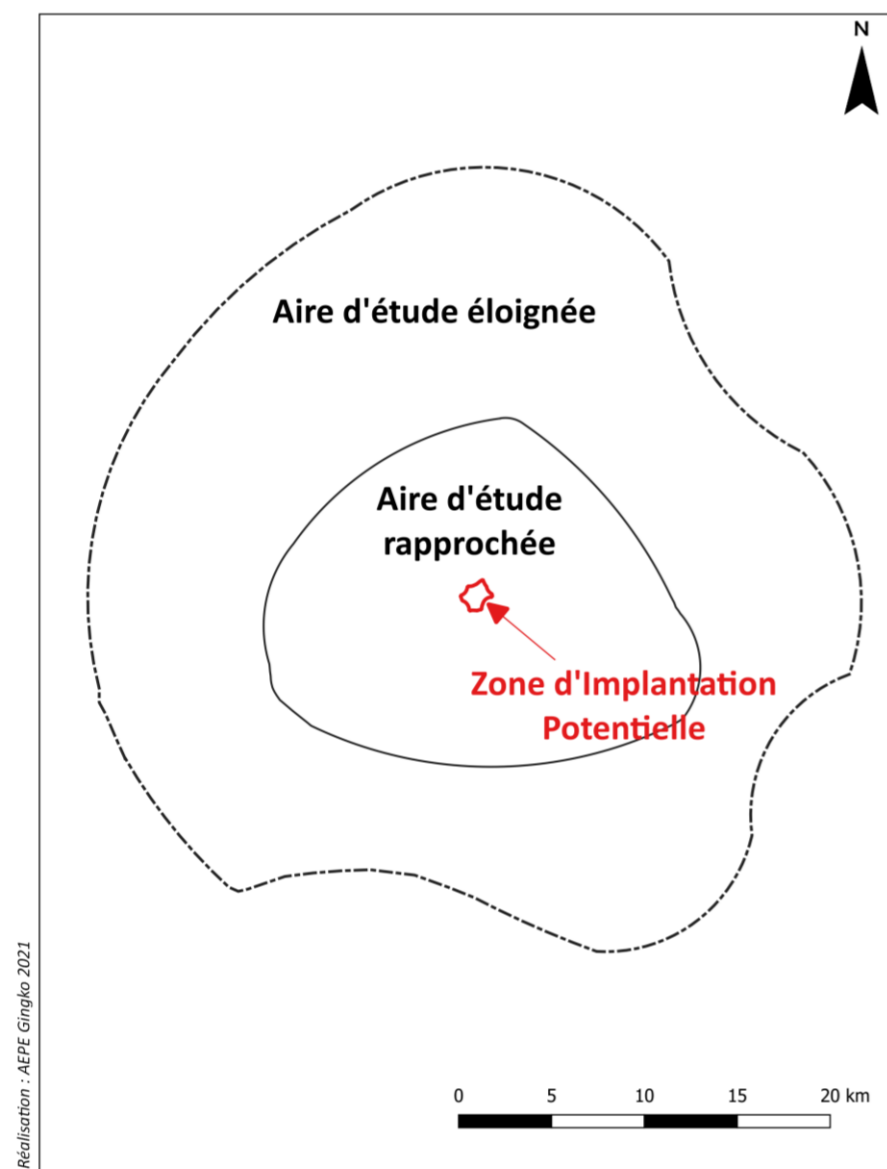 N
Aire d'étude éloignée
Aire d'étude
rapprochée
Zone d'Implantation
Potentielle
Réalisation : AEPE Gingko 2021
0 5 10 15 20 km